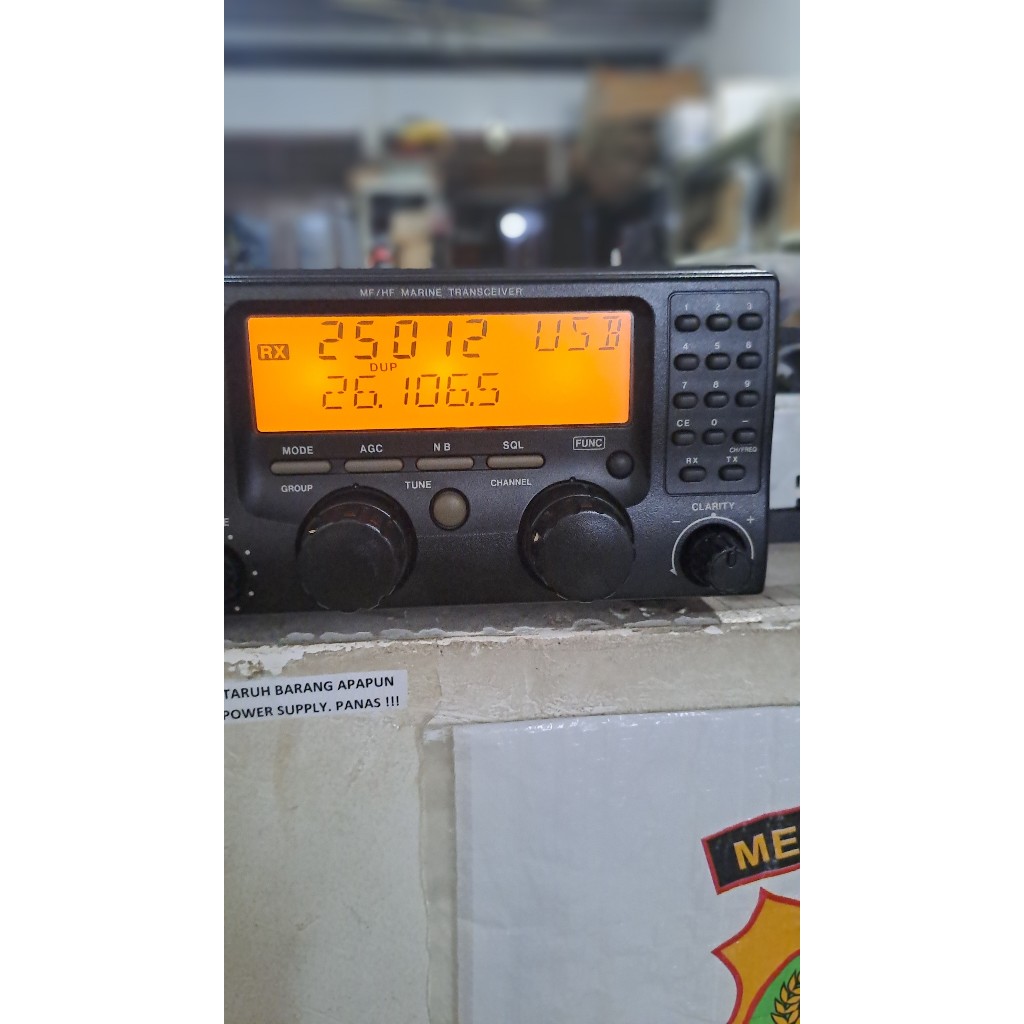 MF/HF MARINE TRANSCEIVER
RX 25012 USB
DUP
26.106.5
MODE AGC NB SQL FUNC
GROUP TUNE CHANNEL CLARITY
1 2 3
4 5 6
7 8 9
CE 0 -
CH/FREQ
RX TX
- +
E
TARUH BARANG APAPUN
POWER SUPPLY. PANAS !!!
ME